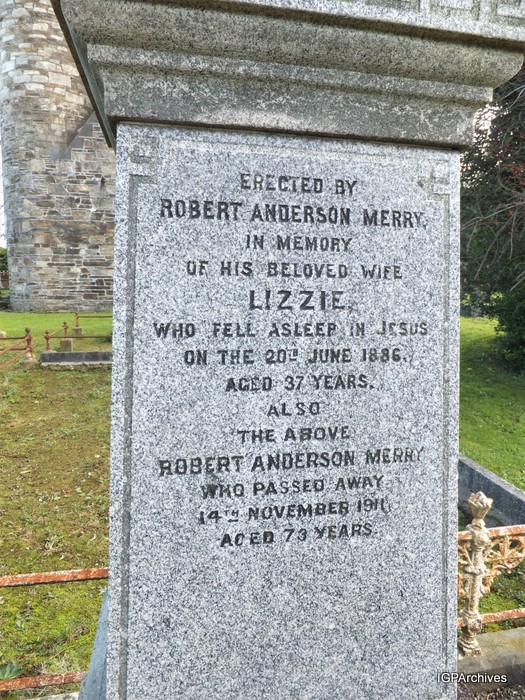 ERECTED BY
ROBERT ANDERSON MERRY,
IN MEMORY
OF HIS BELOVED WIFE
LIZZIE,
WHO FELL ASLEEP IN JESUS
ON THE 20TH JUNE 1886.
AGED 37 YEARS.
ALSO
THE ABOVE
ROBERT ANDERSON MERRY
WHO PASSED AWAY
14TH NOVEMBER 1911,
AGED 73 YEARS.
IGPArchives